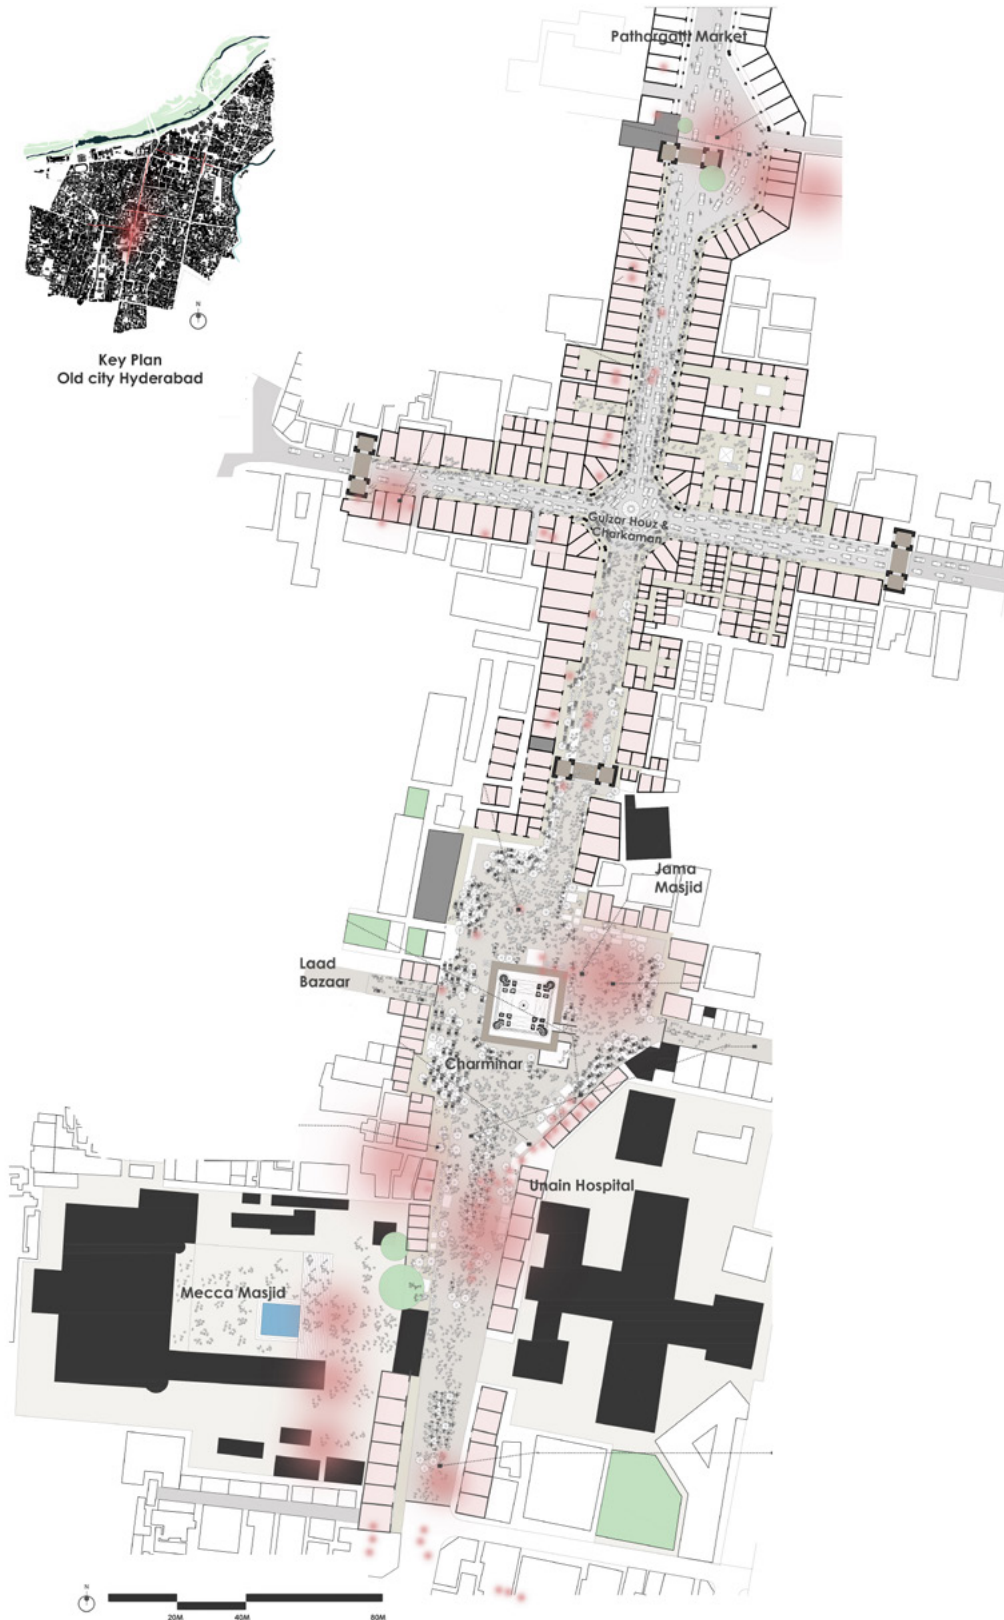 Pathargatti Market
N
Key Plan
Old city Hyderabad
Gulzar Houz &
Charkaman
Jama
Masjid
Laad
Bazaar
Charminar
Unain Hospital
Mecca Masjid
N
20M
40M
80M